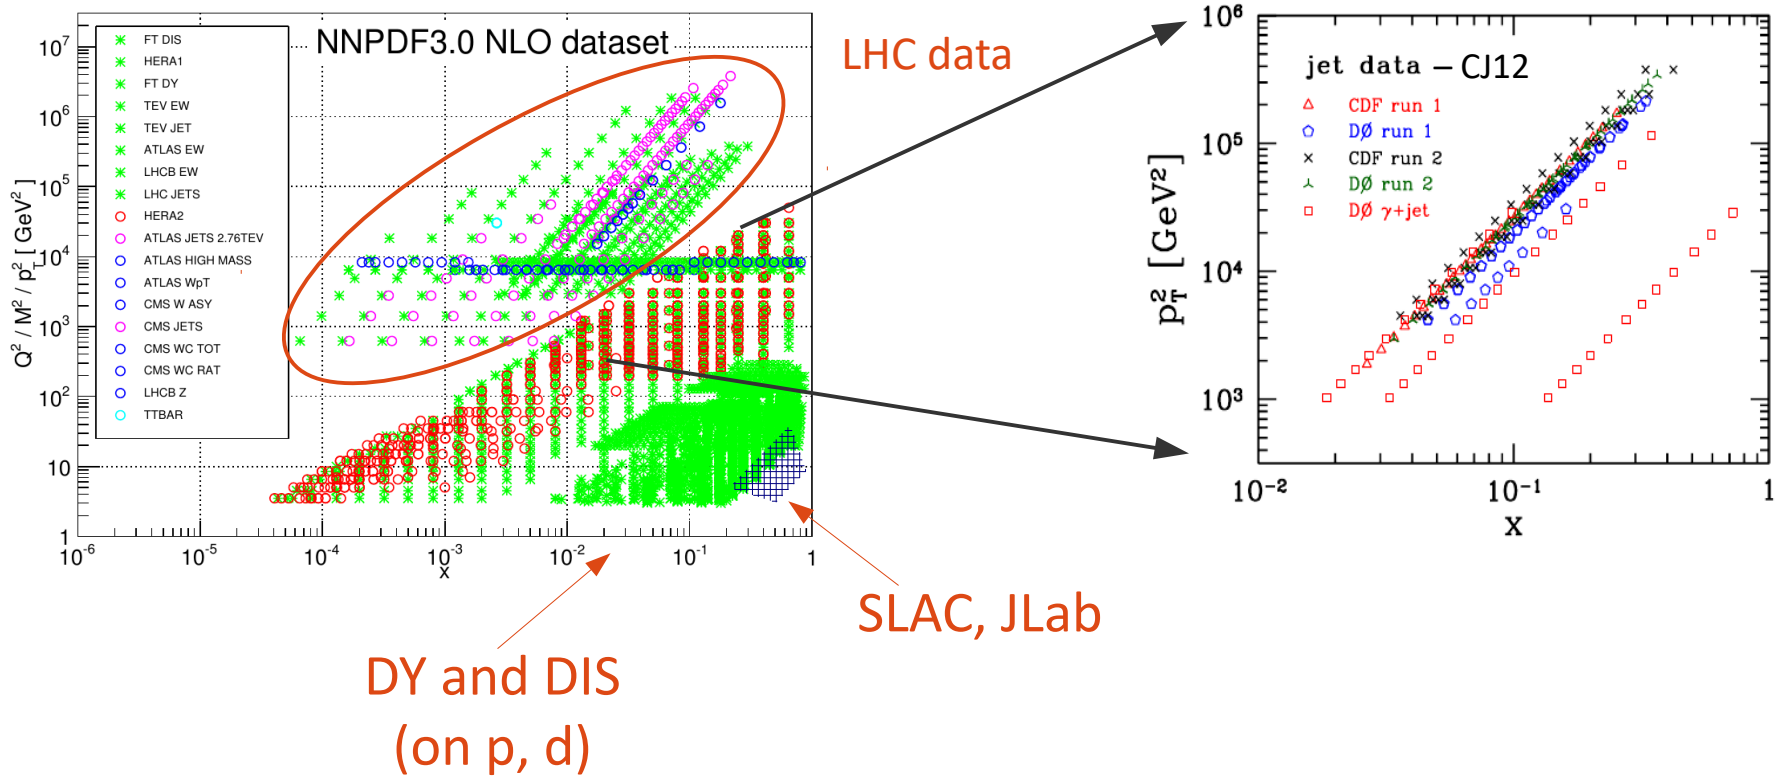 NNPDF3.0 NLO dataset
FT DIS
HERA1
FT DY
TEV EW
TEV JET
ATLAS EW
LHCB EW
LHC JETS
HERA2
ATLAS JETS 2.76TEV
ATLAS HIGH MASS
ATLAS WpT
CMS W ASY
CMS JETS
CMS WC TOT
CMS WC RAT
LHCB Z
TTBAR
Q² / M² / p_T² [ GeV² ]
10⁷
10⁶
10⁵
10⁴
10³
10²
10
1
10⁻⁶
10⁻⁵
10⁻⁴
10⁻³
10⁻²
10⁻¹
1
x
LHC data
SLAC, JLab
DY and DIS
(on p, d)
jet data – CJ12
CDF run 1
DØ run 1
CDF run 2
DØ run 2
DØ γ+jet
p_T² [GeV²]
10⁶
10⁵
10⁴
10³
10⁻²
10⁻¹
1
x